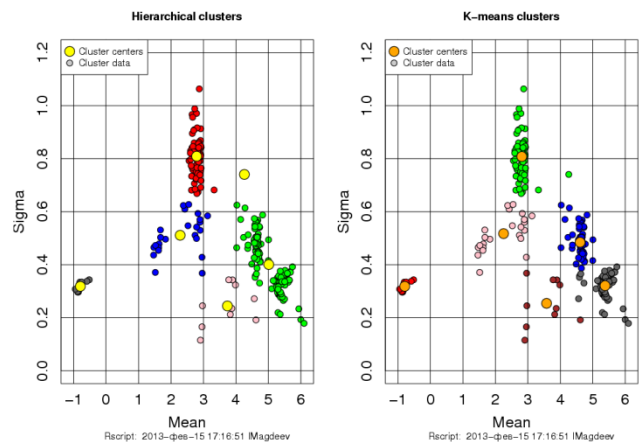 Hierarchical clusters
Cluster centers
Cluster data
Sigma
0.0 0.2 0.4 0.6 0.8 1.0 1.2
−1 0 1 2 3 4 5 6
Mean
Rscript: 2013−фев−15 17:16:51 IMagdeev
K−means clusters
Cluster centers
Cluster data
Sigma
0.0 0.2 0.4 0.6 0.8 1.0 1.2
−1 0 1 2 3 4 5 6
Mean
Rscript: 2013−фев−15 17:16:51 IMagdeev